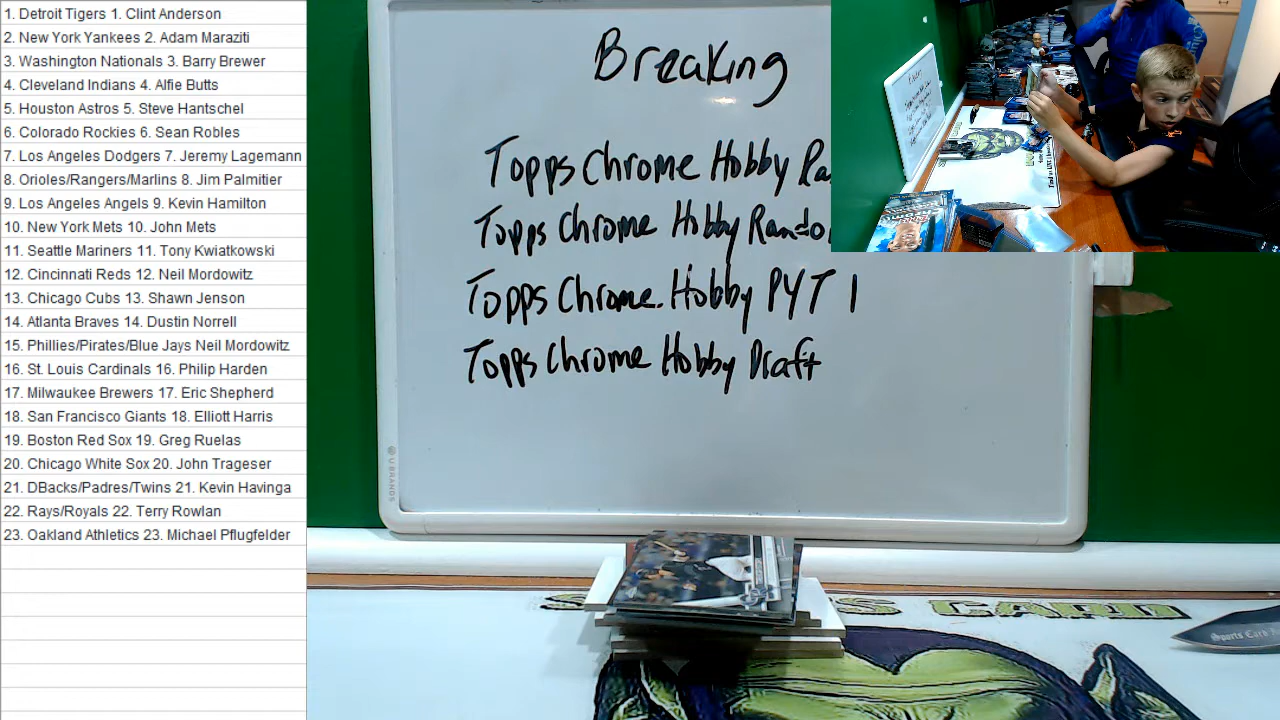 1. Detroit Tigers 1. Clint Anderson
2. New York Yankees 2. Adam Maraziti
3. Washington Nationals 3. Barry Brewer
4. Cleveland Indians 4. Alfie Butts
5. Houston Astros 5. Steve Hantschel
6. Colorado Rockies 6. Sean Robles
7. Los Angeles Dodgers 7. Jeremy Lagemann
8. Orioles/Rangers/Marlins 8. Jim Palmitier
9. Los Angeles Angels 9. Kevin Hamilton
10. New York Mets 10. John Mets
11. Seattle Mariners 11. Tony Kwiatkowski
12. Cincinnati Reds 12. Neil Mordowitz
13. Chicago Cubs 13. Shawn Jenson
14. Atlanta Braves 14. Dustin Norrell
15. Phillies/Pirates/Blue Jays Neil Mordowitz
16. St. Louis Cardinals 16. Philip Harden
17. Milwaukee Brewers 17. Eric Shepherd
18. San Francisco Giants 18. Elliott Harris
19. Boston Red Sox 19. Greg Ruelas
20. Chicago White Sox 20. John Trageser
21. DBacks/Padres/Twins 21. Kevin Havinga
22. Rays/Royals 22. Terry Rowlan
23. Oakland Athletics 23. Michael Pflugfelder
Breaking
Topps Chrome Hobby Ra
Topps Chrome Hobby Rando
Topps Chrome Hobby PYT 1
Topps Chrome Hobby Draft
U BRANDS
CARD
Sports Card